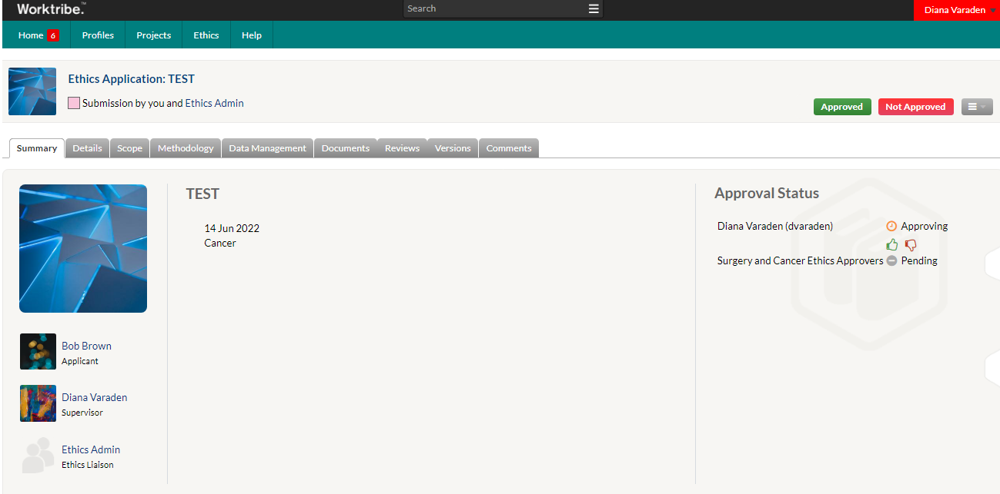 Worktribe.™
Search
Diana Varaden
Home 6 Profiles Projects Ethics Help
Ethics Application: TEST
Submission by you and Ethics Admin
Approved Not Approved
Summary Details Scope Methodology Data Management Documents Reviews Versions Comments
TEST
14 Jun 2022
Cancer
Approval Status
Diana Varaden (dvaraden) Approving
Surgery and Cancer Ethics Approvers Pending
Bob Brown
Applicant
Diana Varaden
Supervisor
Ethics Admin
Ethics Liaison